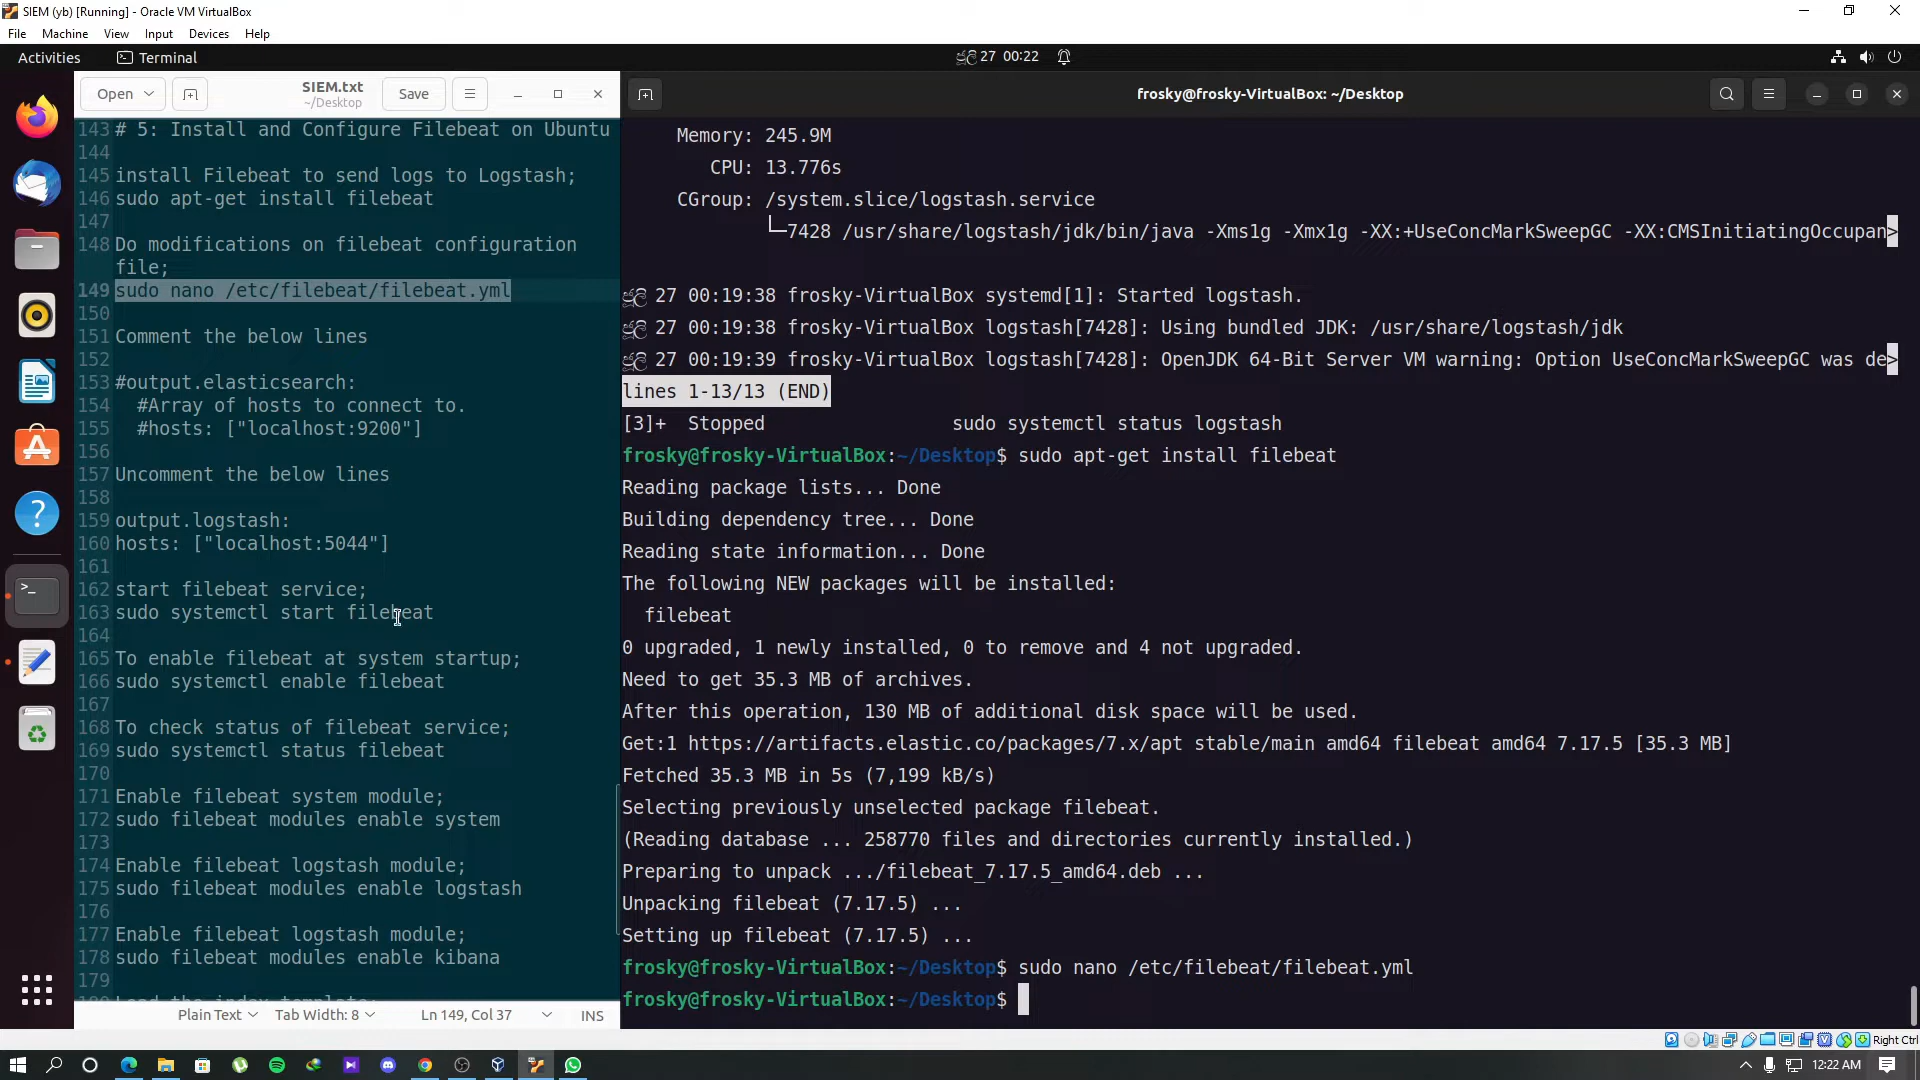 SIEM (yb) [Running] - Oracle VM VirtualBox
File Machine View Input Devices Help
Activities Terminal ජූලි 27 00:22
Open SIEM.txt ~/Desktop Save
143 # 5: Install and Configure Filebeat on Ubuntu
144
145 install Filebeat to send logs to Logstash;
146 sudo apt-get install filebeat
147
148 Do modifications on filebeat configuration
file;
149 sudo nano /etc/filebeat/filebeat.yml
150
151 Comment the below lines
152
153 #output.elasticsearch:
154 #Array of hosts to connect to.
155 #hosts: ["localhost:9200"]
156
157 Uncomment the below lines
158
159 output.logstash:
160 hosts: ["localhost:5044"]
161
162 start filebeat service;
163 sudo systemctl start filebeat
164
165 To enable filebeat at system startup;
166 sudo systemctl enable filebeat
167
168 To check status of filebeat service;
169 sudo systemctl status filebeat
170
171 Enable filebeat system module;
172 sudo filebeat modules enable system
173
174 Enable filebeat logstash module;
175 sudo filebeat modules enable logstash
176
177 Enable filebeat logstash module;
178 sudo filebeat modules enable kibana
179
Plain Text Tab Width: 8 Ln 149, Col 37 INS
frosky@frosky-VirtualBox: ~/Desktop
Memory: 245.9M
CPU: 13.776s
CGroup: /system.slice/logstash.service
└─7428 /usr/share/logstash/jdk/bin/java -Xms1g -Xmx1g -XX:+UseConcMarkSweepGC -XX:CMSInitiatingOccupan>
ජූලි 27 00:19:38 frosky-VirtualBox systemd[1]: Started logstash.
ජූලි 27 00:19:38 frosky-VirtualBox logstash[7428]: Using bundled JDK: /usr/share/logstash/jdk
ජූලි 27 00:19:39 frosky-VirtualBox logstash[7428]: OpenJDK 64-Bit Server VM warning: Option UseConcMarkSweepGC was de>
lines 1-13/13 (END)
[3]+ Stopped sudo systemctl status logstash
frosky@frosky-VirtualBox:~/Desktop$ sudo apt-get install filebeat
Reading package lists... Done
Building dependency tree... Done
Reading state information... Done
The following NEW packages will be installed:
filebeat
0 upgraded, 1 newly installed, 0 to remove and 4 not upgraded.
Need to get 35.3 MB of archives.
After this operation, 130 MB of additional disk space will be used.
Get:1 https://artifacts.elastic.co/packages/7.x/apt stable/main amd64 filebeat amd64 7.17.5 [35.3 MB]
Fetched 35.3 MB in 5s (7,199 kB/s)
Selecting previously unselected package filebeat.
(Reading database ... 258770 files and directories currently installed.)
Preparing to unpack .../filebeat_7.17.5_amd64.deb ...
Unpacking filebeat (7.17.5) ...
Setting up filebeat (7.17.5) ...
frosky@frosky-VirtualBox:~/Desktop$ sudo nano /etc/filebeat/filebeat.yml
frosky@frosky-VirtualBox:~/Desktop$
Right Ctrl
12:22 AM